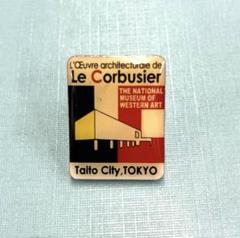 L'Œuvre architecturale de
Le Corbusier
THE NATIONAL
MUSEUM OF
WESTERN ART
Taito City,TOKYO